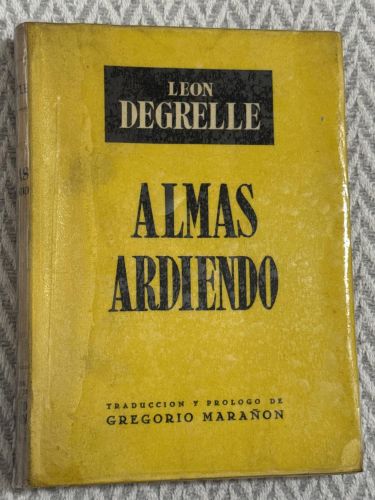 LEON
DEGRELLE
ALMAS
ARDIENDO
TRADUCCION Y PROLOGO DE
GREGORIO MARAÑON